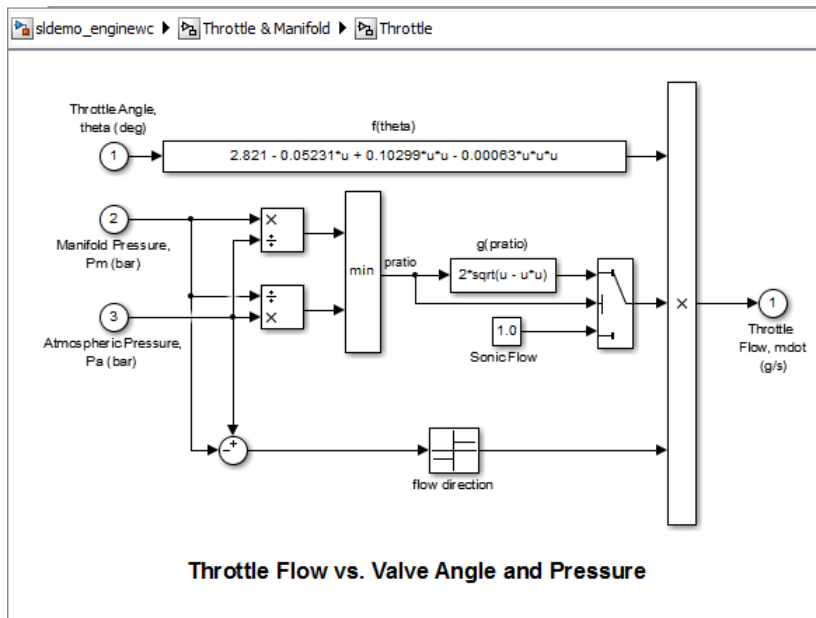 sldemo_enginewc ▶ Throttle & Manifold ▶ Throttle
Throttle Angle,
theta (deg)
1
f(theta)
2.821 - 0.05231*u + 0.10299*u*u - 0.00063*u*u*u
2
Manifold Pressure,
Pm (bar)
×
÷
min
pratio
g(pratio)
2*sqrt(u - u*u)
÷
×
3
Atmospheric Pressure,
Pa (bar)
1.0
Sonic Flow
×
1
Throttle
Flow, mdot
(g/s)
- +
flow direction
Throttle Flow vs. Valve Angle and Pressure